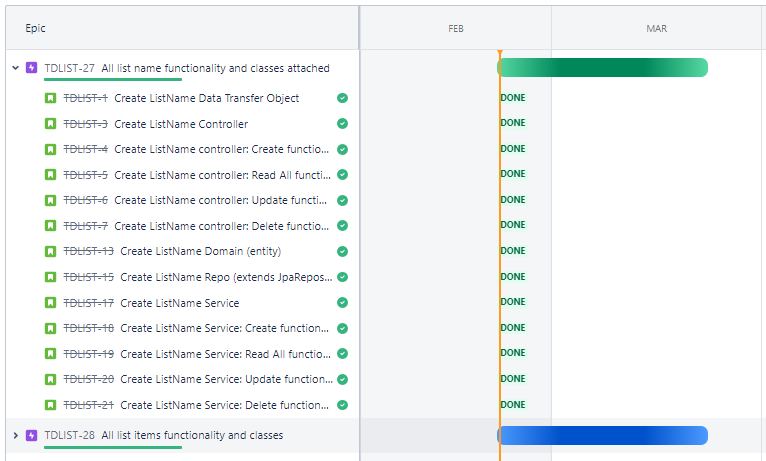 Epic FEB MAR
TDLIST-27 All list name functionality and classes attached
TDLIST-1 Create ListName Data Transfer Object DONE
TDLIST-3 Create ListName Controller DONE
TDLIST-4 Create ListName controller: Create functio... DONE
TDLIST-5 Create ListName controller: Read All functi... DONE
TDLIST-6 Create ListName controller: Update functi... DONE
TDLIST-7 Create ListName controller: Delete function... DONE
TDLIST-13 Create ListName Domain (entity) DONE
TDLIST-15 Create ListName Repo (extends JpaRepos... DONE
TDLIST-17 Create ListName Service DONE
TDLIST-18 Create ListName Service: Create function... DONE
TDLIST-19 Create ListName Service: Read All functio... DONE
TDLIST-20 Create ListName Service: Update function... DONE
TDLIST-21 Create ListName Service: Delete function... DONE
TDLIST-28 All list items functionality and classes